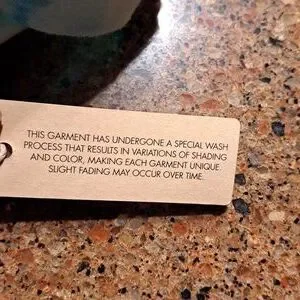 THIS GARMENT HAS UNDERGONE A SPECIAL WASH
PROCESS THAT RESULTS IN VARIATIONS OF SHADING
AND COLOR, MAKING EACH GARMENT UNIQUE.
SLIGHT FADING MAY OCCUR OVER TIME.